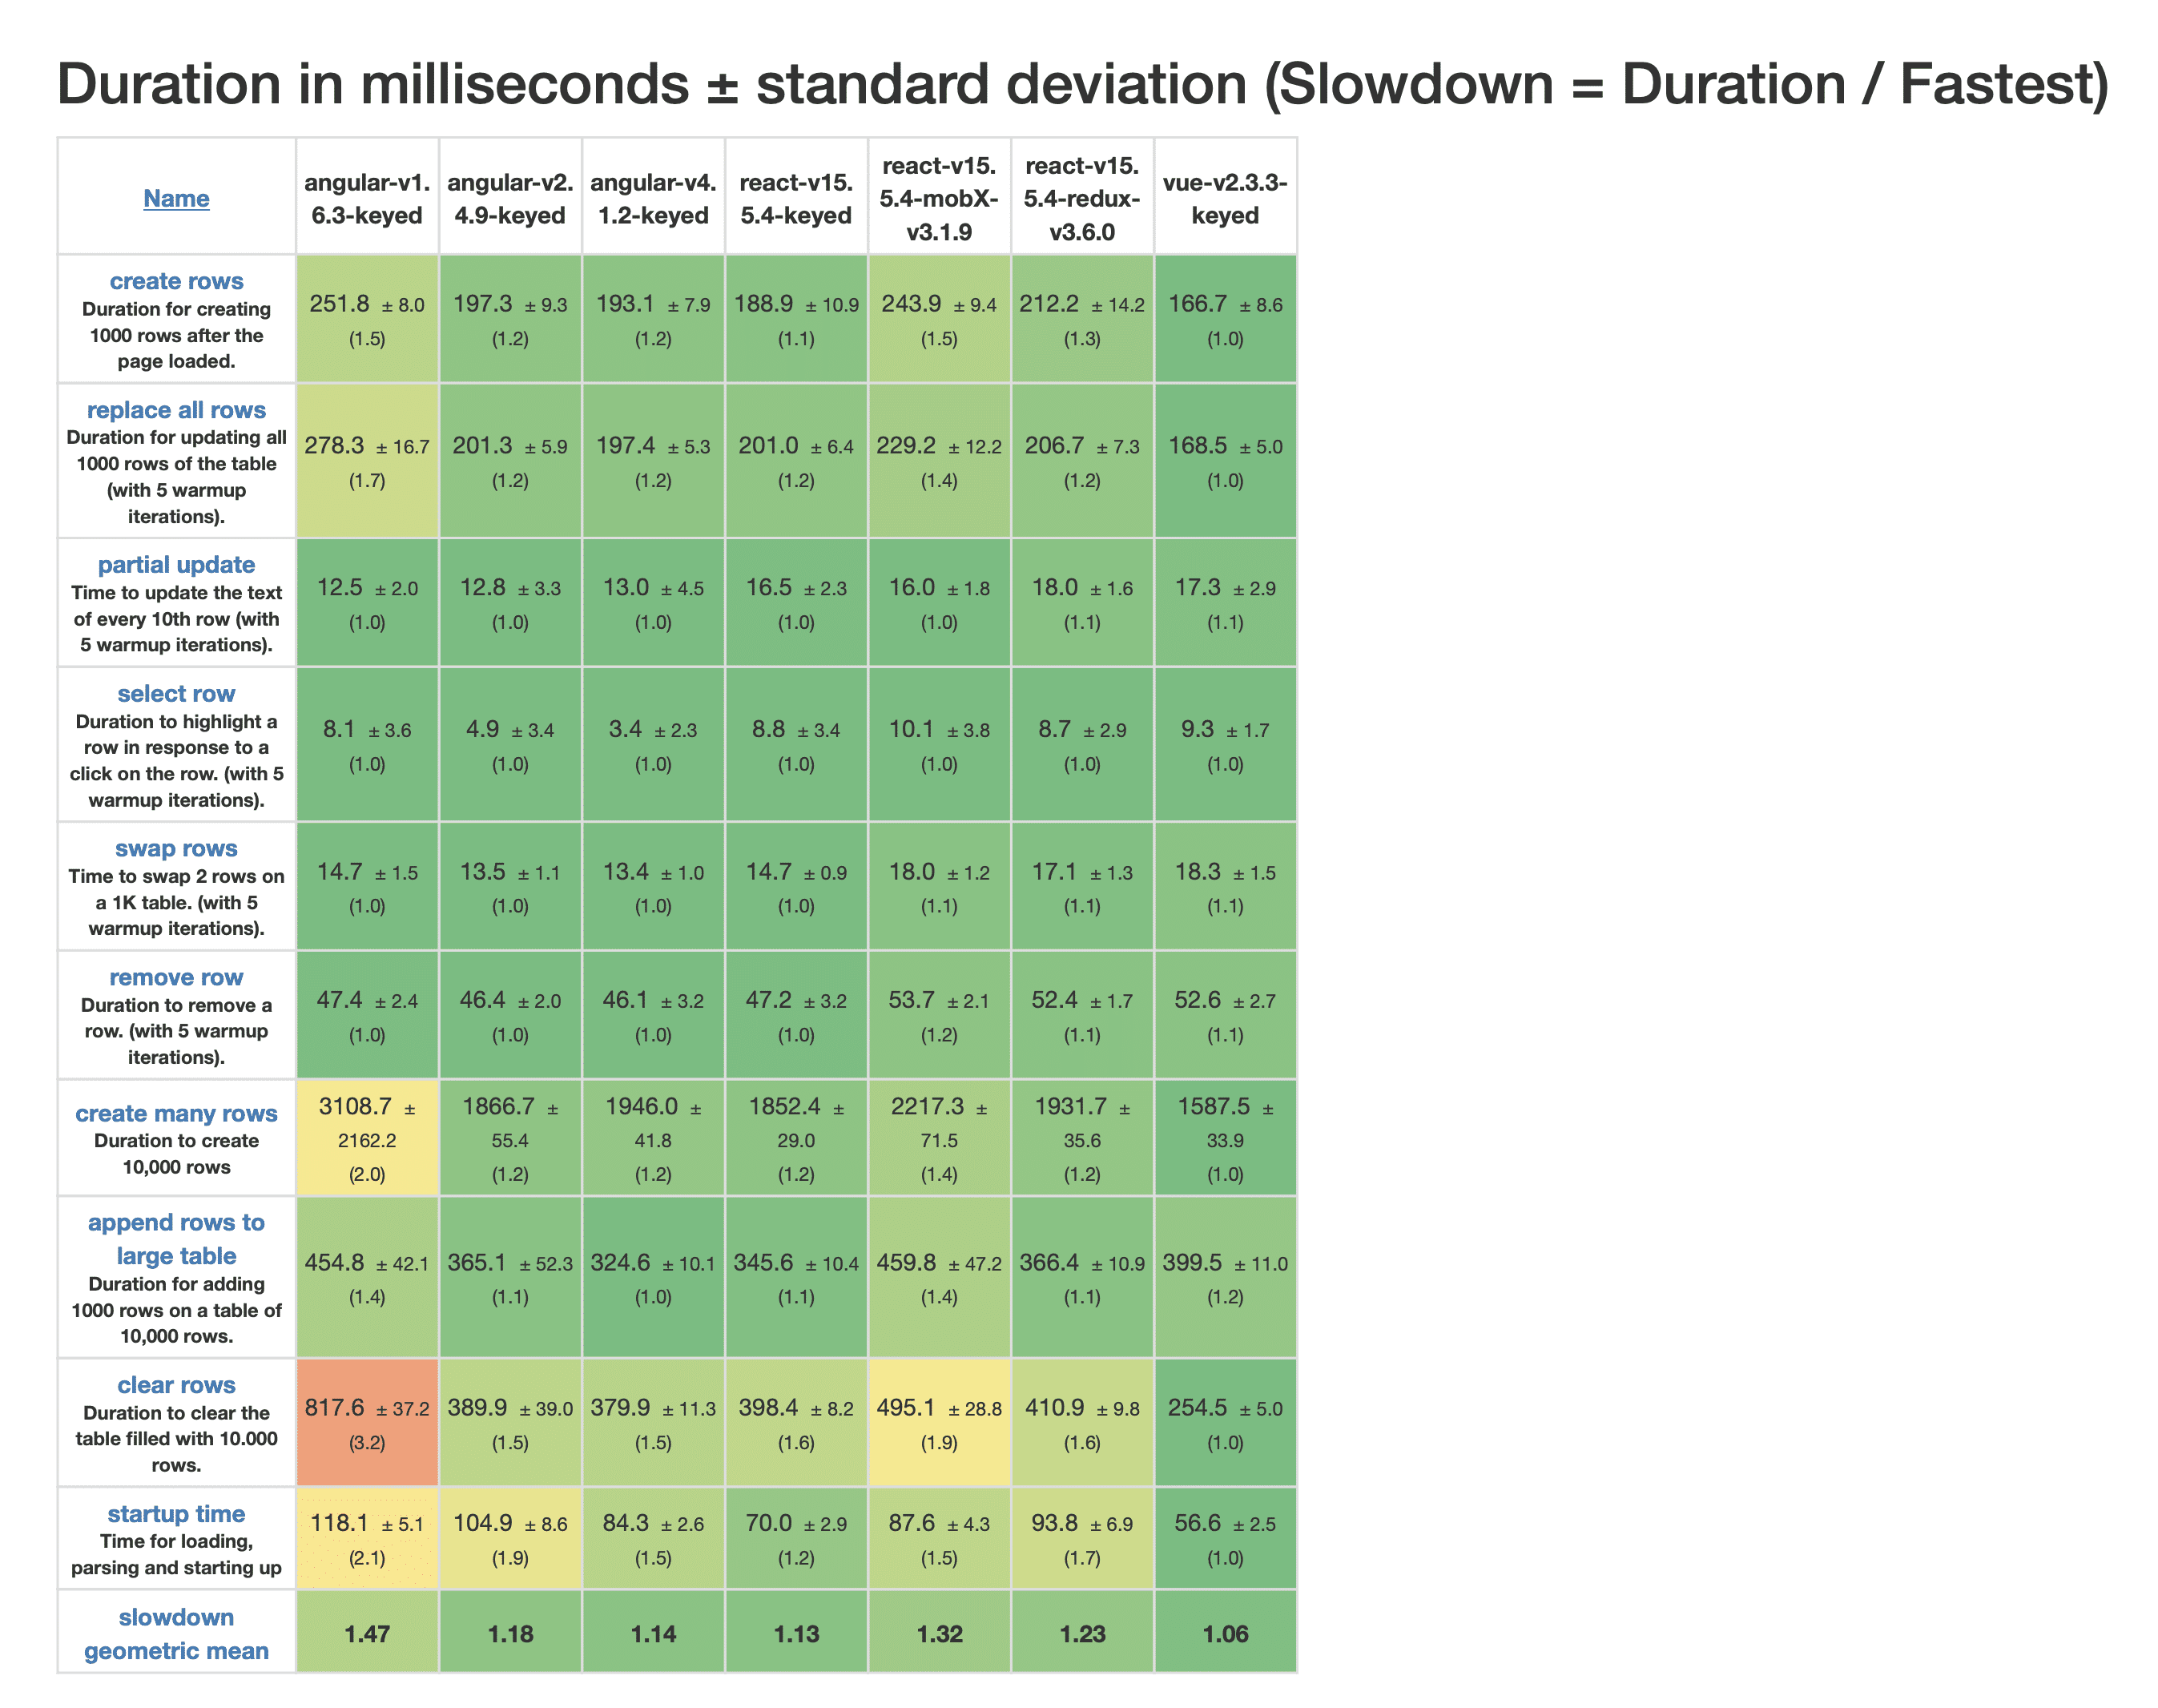 Duration in milliseconds ± standard deviation (Slowdown = Duration / Fastest)
Name
angular-v1.
6.3-keyed
angular-v2.
4.9-keyed
angular-v4.
1.2-keyed
react-v15.
5.4-keyed
react-v15.
5.4-mobX-
v3.1.9
react-v15.
5.4-redux-
v3.6.0
vue-v2.3.3-
keyed
create rows
Duration for creating
1000 rows after the
page loaded.
251.8 ± 8.0
(1.5)
197.3 ± 9.3
(1.2)
193.1 ± 7.9
(1.2)
188.9 ± 10.9
(1.1)
243.9 ± 9.4
(1.5)
212.2 ± 14.2
(1.3)
166.7 ± 8.6
(1.0)
replace all rows
Duration for updating all
1000 rows of the table
(with 5 warmup
iterations).
278.3 ± 16.7
(1.7)
201.3 ± 5.9
(1.2)
197.4 ± 5.3
(1.2)
201.0 ± 6.4
(1.2)
229.2 ± 12.2
(1.4)
206.7 ± 7.3
(1.2)
168.5 ± 5.0
(1.0)
partial update
Time to update the text
of every 10th row (with
5 warmup iterations).
12.5 ± 2.0
(1.0)
12.8 ± 3.3
(1.0)
13.0 ± 4.5
(1.0)
16.5 ± 2.3
(1.0)
16.0 ± 1.8
(1.0)
18.0 ± 1.6
(1.1)
17.3 ± 2.9
(1.1)
select row
Duration to highlight a
row in response to a
click on the row. (with 5
warmup iterations).
8.1 ± 3.6
(1.0)
4.9 ± 3.4
(1.0)
3.4 ± 2.3
(1.0)
8.8 ± 3.4
(1.0)
10.1 ± 3.8
(1.0)
8.7 ± 2.9
(1.0)
9.3 ± 1.7
(1.0)
swap rows
Time to swap 2 rows on
a 1K table. (with 5
warmup iterations).
14.7 ± 1.5
(1.0)
13.5 ± 1.1
(1.0)
13.4 ± 1.0
(1.0)
14.7 ± 0.9
(1.0)
18.0 ± 1.2
(1.1)
17.1 ± 1.3
(1.1)
18.3 ± 1.5
(1.1)
remove row
Duration to remove a
row. (with 5 warmup
iterations).
47.4 ± 2.4
(1.0)
46.4 ± 2.0
(1.0)
46.1 ± 3.2
(1.0)
47.2 ± 3.2
(1.0)
53.7 ± 2.1
(1.2)
52.4 ± 1.7
(1.1)
52.6 ± 2.7
(1.1)
create many rows
Duration to create
10,000 rows
3108.7 ±
2162.2
(2.0)
1866.7 ±
55.4
(1.2)
1946.0 ±
41.8
(1.2)
1852.4 ±
29.0
(1.2)
2217.3 ±
71.5
(1.4)
1931.7 ±
35.6
(1.2)
1587.5 ±
33.9
(1.0)
append rows to
large table
Duration for adding
1000 rows on a table of
10,000 rows.
454.8 ± 42.1
(1.4)
365.1 ± 52.3
(1.1)
324.6 ± 10.1
(1.0)
345.6 ± 10.4
(1.1)
459.8 ± 47.2
(1.4)
366.4 ± 10.9
(1.1)
399.5 ± 11.0
(1.2)
clear rows
Duration to clear the
table filled with 10.000
rows.
817.6 ± 37.2
(3.2)
389.9 ± 39.0
(1.5)
379.9 ± 11.3
(1.5)
398.4 ± 8.2
(1.6)
495.1 ± 28.8
(1.9)
410.9 ± 9.8
(1.6)
254.5 ± 5.0
(1.0)
startup time
Time for loading,
parsing and starting up
118.1 ± 5.1
(2.1)
104.9 ± 8.6
(1.9)
84.3 ± 2.6
(1.5)
70.0 ± 2.9
(1.2)
87.6 ± 4.3
(1.5)
93.8 ± 6.9
(1.7)
56.6 ± 2.5
(1.0)
slowdown
geometric mean
1.47
1.18
1.14
1.13
1.32
1.23
1.06